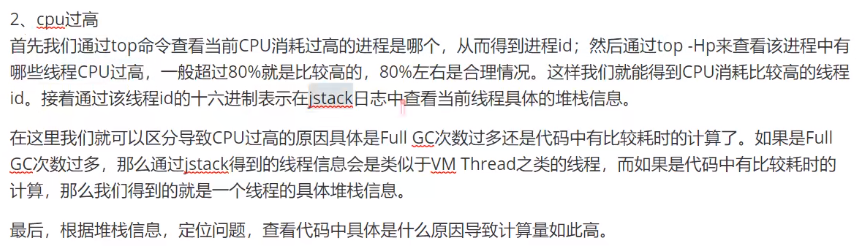 2、cpu过高
首先我们通过top命令查看当前CPU消耗过高的进程是哪个，从而得到进程id；然后通过top -Hp来查看该进程中有
哪些线程CPU过高，一般超过80%就是比较高的，80%左右是合理情况。这样我们就能得到CPU消耗比较高的线程
id。接着通过该线程id的十六进制表示在jstack日志中查看当前线程具体的堆栈信息。
在这里我们就可以区分导致CPU过高的原因具体是Full GC次数过多还是代码中有比较耗时的计算了。如果是Full
GC次数过多，那么通过jstack得到的线程信息会是类似于VM Thread之类的线程，而如果是代码中有比较耗时的
计算，那么我们得到的就是一个线程的具体堆栈信息。
最后，根据堆栈信息，定位问题，查看代码中具体是什么原因导致计算量如此高。